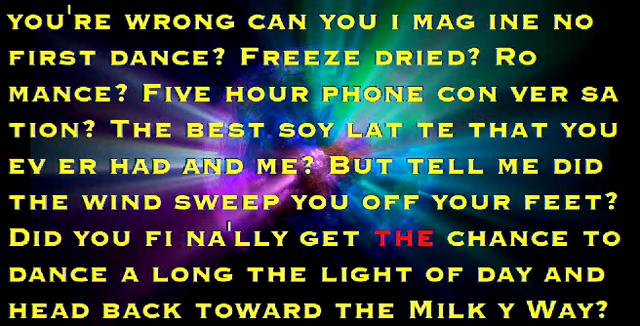 YOU'RE WRONG CAN YOU I MAG INE NO
FIRST DANCE? FREEZE DRIED? RO
MANCE? FIVE HOUR PHONE CON VER SA
TION? THE BEST SOY LAT TE THAT YOU
EV ER HAD AND ME? BUT TELL ME DID
THE WIND SWEEP YOU OFF YOUR FEET?
DID YOU FI NA'LLY GET THE CHANCE TO
DANCE A LONG THE LIGHT OF DAY AND
HEAD BACK TOWARD THE MILK Y WAY?